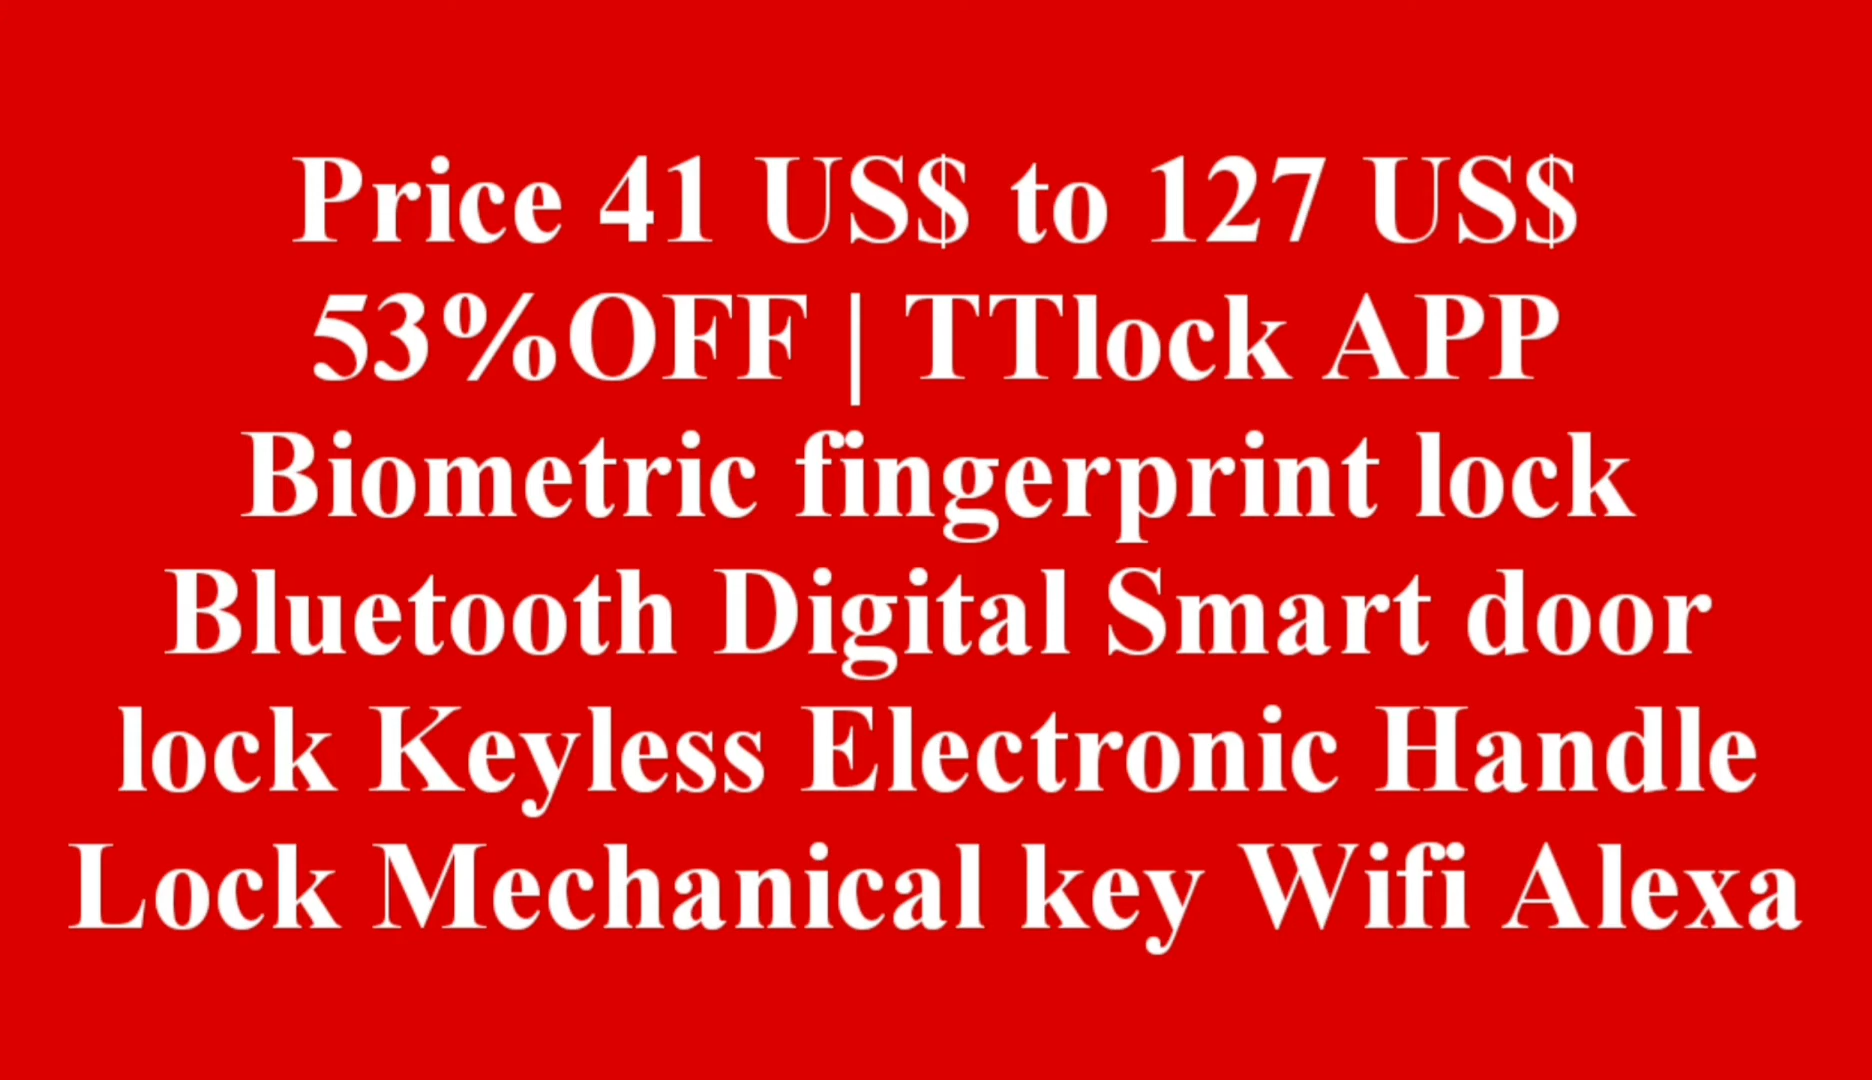 Price 41 US$ to 127 US$
53%OFF | TTlock APP
Biometric fingerprint lock
Bluetooth Digital Smart door
lock Keyless Electronic Handle
Lock Mechanical key Wifi Alexa